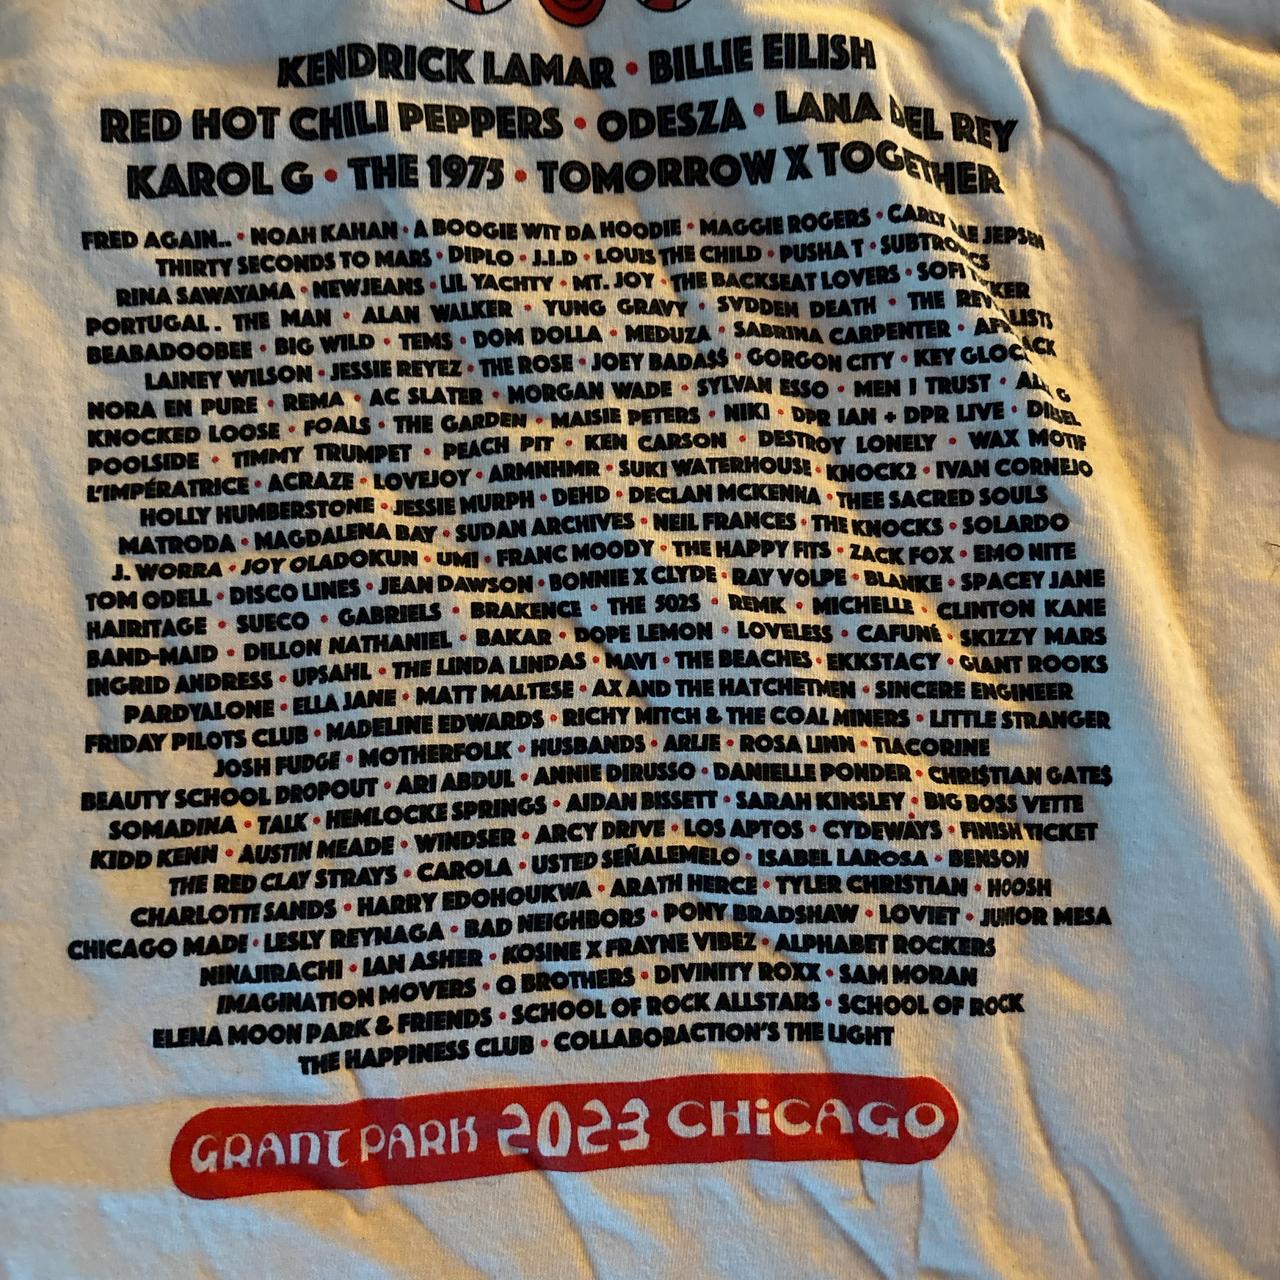 KENDRICK LAMAR • BILLIE EILISH
RED HOT CHILI PEPPERS • ODESZA • LANA DEL REY
KAROL G • THE 1975 • TOMORROW X TOGETHER
FRED AGAIN.. • NOAH KAHAN • A BOOGIE WIT DA HOODIE • MAGGIE ROGERS • CARLY RAE JEPSEN
THIRTY SECONDS TO MARS • DIPLO • J.I.D • LOUIS THE CHILD • PUSHA T • SUBTRONICS
RINA SAWAYAMA • NEWJEANS • LIL YACHTY • MT. JOY • THE BACKSEAT LOVERS • SOFI TUKKER
PORTUGAL. THE MAN • ALAN WALKER • YUNG GRAVY • SVDDEN DEATH • THE REVIVALISTS
BEABADOOBEE • BIG WILD • TEMS • DOM DOLLA • MEDUZA • SABRINA CARPENTER • AFROJACK
LAINEY WILSON • JESSIE REYEZ • THE ROSE • JOEY BADA$$ • GORGON CITY • KEY GLOCK
NORA EN PURE • REMA • AC SLATER • MORGAN WADE • SYLVAN ESSO • MEN I TRUST • ALI G
KNOCKED LOOSE • FOALS • THE GARDEN • MAISIE PETERS • NIKI • DPR IAN + DPR LIVE • DIESEL
POOLSIDE • TIMMY TRUMPET • PEACH PIT • KEN CARSON • DESTROY LONELY • WAX MOTIF
L'IMPÉRATRICE • ACRAZE • LOVEJOY • ARMNHMR • SUKI WATERHOUSE • KNOCK2 • IVAN CORNEJO
HOLLY HUMBERSTONE • JESSIE MURPH • DEHD • DECLAN MCKENNA • THEE SACRED SOULS
MATRODA • MAGDALENA BAY • SUDAN ARCHIVES • NEIL FRANCES • THE KNOCKS • SOLARDO
J. WORRA • JOY OLADOKUN • UMI • FRANC MOODY • THE HAPPY FITS • ZACK FOX • EMO NITE
TOM ODELL • DISCO LINES • JEAN DAWSON • BONNIE X CLYDE • RAY VOLPE • BLANKE • SPACEY JANE
HAIRITAGE • SUECO • GABRIELS • BRAKENCE • THE 502S • REMK • MICHELLE • CLINTON KANE
BAND-MAID • DILLON NATHANIEL • BAKAR • DOPE LEMON • LOVELESS • CAFUNÉ • SKIZZY MARS
INGRID ANDRESS • UPSAHL • THE LINDA LINDAS • MAVI • THE BEACHES • EKKSTACY • GIANT ROOKS
PARDYALONE • ELLA JANE • MATT MALTESE • AX AND THE HATCHETMEN • SINCERE ENGINEER
FRIDAY PILOTS CLUB • MADELINE EDWARDS • RICHY MITCH & THE COAL MINERS • LITTLE STRANGER
JOSH FUDGE • MOTHERFOLK • HUSBANDS • ARLIE • ROSA LINN • TIACORINE
BEAUTY SCHOOL DROPOUT • ARI ABDUL • ANNIE DIRUSSO • DANIELLE PONDER • CHRI$TIAN GATE$
SOMADINA • TALK • HEMLOCKE SPRINGS • AIDAN BISSETT • SARAH KINSLEY • BIG BOSS VETTE
KIDD KENN • AUSTIN MEADE • WINDSER • ARCY DRIVE • LOS APTOS • CYDEWAYS • FINISH TICKET
THE RED CLAY STRAYS • CAROLA • USTED SEÑALEMELO • ISABEL LAROSA • BENSON
CHARLOTTE SANDS • HARRY EDOHOUKWA • ARATH HERCE • TYLER CHRISTIAN • HOOSH
CHICAGO MADE • LESLY REYNAGA • BAD NEIGHBORS • PONY BRADSHAW • LOVIET • JUNIOR MESA
NINAJIRACHI • IAN ASHER • KOSINE X FRAYNE VIBEZ • ALPHABET ROCKERS
IMAGINATION MOVERS • Q BROTHERS • DIVINITY ROXX • SAM MORAN
ELENA MOON PARK & FRIENDS • SCHOOL OF ROCK ALLSTARS • SCHOOL OF ROCK
THE HAPPINESS CLUB • COLLABORACTION'S THE LIGHT
GRANT PARK 2023 CHiCAGO